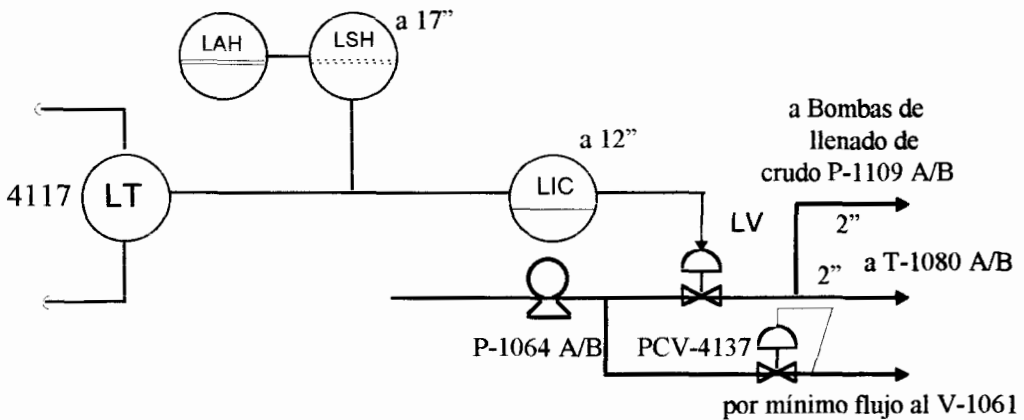 a 17”
LAH
LSH
a Bombas de
llenado de
crudo P-1109 A/B
a 12”
4117
LT
LIC
LV
2”
2”
a T-1080 A/B
P-1064 A/B
PCV-4137
por mínimo flujo al V-1061